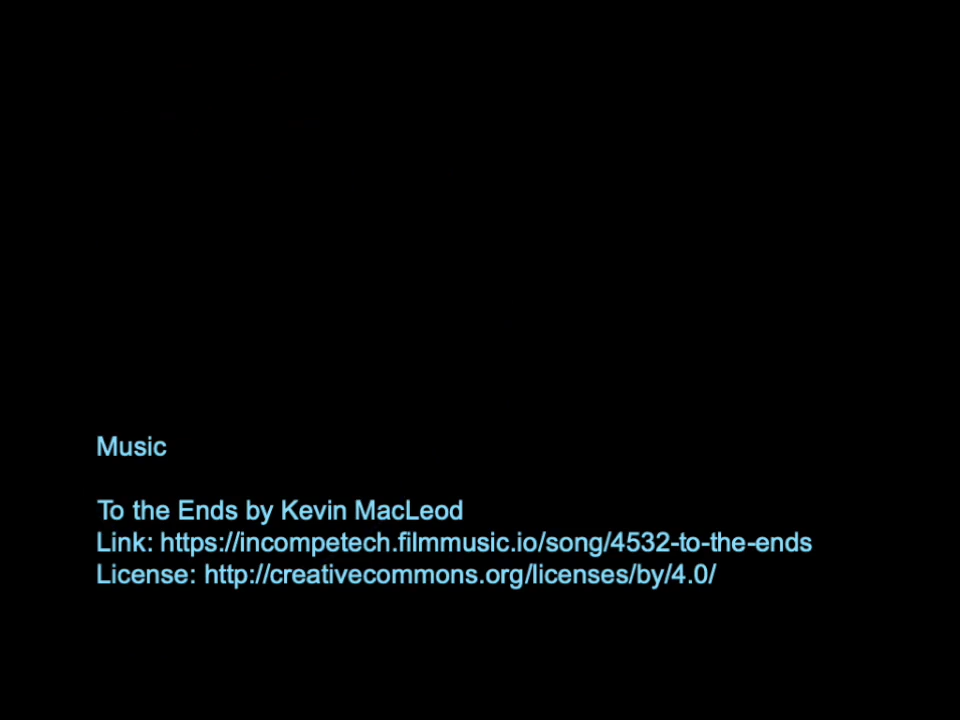 Music
To the Ends by Kevin MacLeod
Link: https://incompetech.filmmusic.io/song/4532-to-the-ends
License: http://creativecommons.org/licenses/by/4.0/